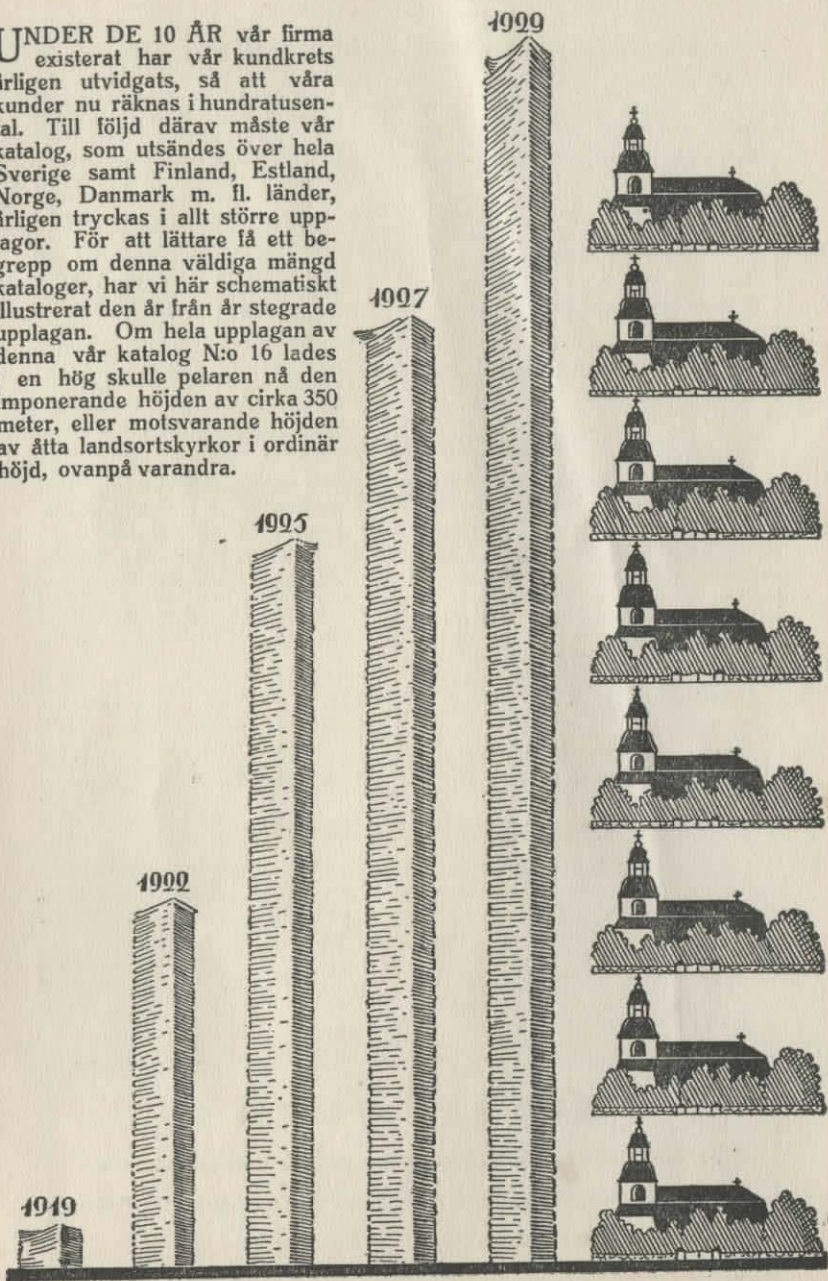 UNDER DE 10 ÅR vår firma
existerat har vår kundkrets
årligen utvidgats, så att våra
kunder nu räknas i hundratusen-
tal. Till följd därav måste vår
katalog, som utsändes över hela
Sverige samt Finland, Estland,
Norge, Danmark m. fl. länder,
årligen tryckas i allt större upp-
lagor. För att lättare få ett be-
grepp om denna väldiga mängd
kataloger, har vi här schematiskt
illustrerat den år från år stegrade
upplagan. Om hela upplagan av
denna vår katalog N:o 16 lades
i en hög skulle pelaren nå den
imponerande höjden av cirka 350
meter, eller motsvarande höjden
av åtta landsortskyrkor i ordinär
höjd, ovanpå varandra.
1919
1922
1925
1927
1929